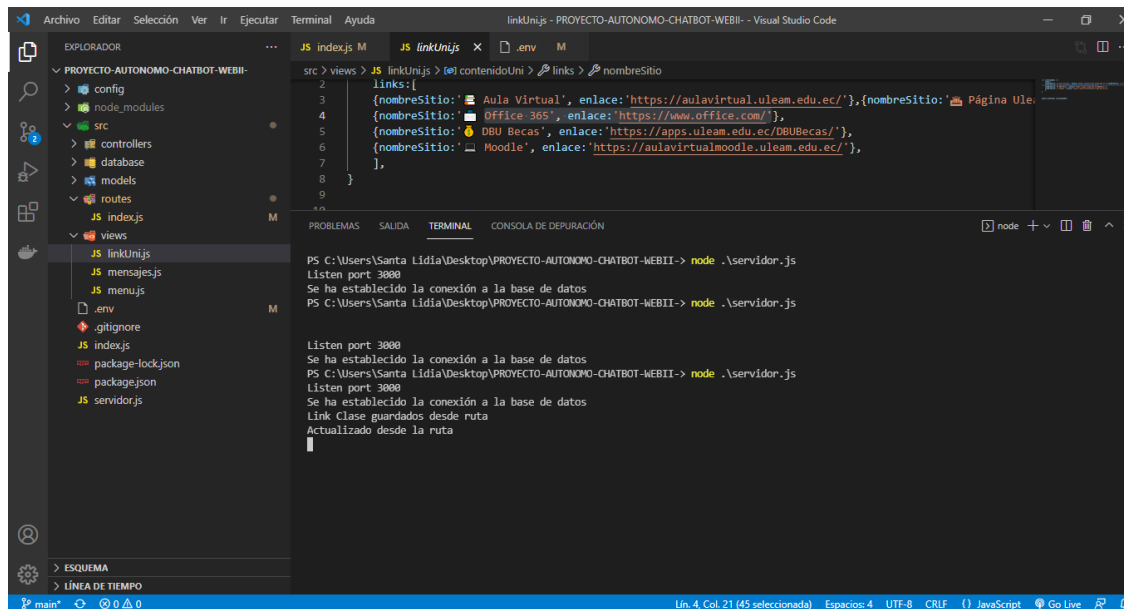 Archivo Editar Selección Ver Ir Ejecutar Terminal Ayuda linkUni.js - PROYECTO-AUTONOMO-CHATBOT-WEBII- - Visual Studio Code
EXPLORADOR
PROYECTO-AUTONOMO-CHATBOT-WEBII-
config
node_modules
src
controllers
database
models
routes
JS index.js M
views
JS linkUni.js
JS mensajes.js
JS menu.js
.env M
.gitignore
JS index.js
package-lock.json
package.json
JS servidor.js
ESQUEMA
LÍNEA DE TIEMPO
2
JS index.js M JS linkUni.js .env M
src > views > JS linkUni.js > contenidoUni > links > nombreSitio
2 links:[
3 {nombreSitio:'📚 Aula Virtual', enlace:'https://aulavirtual.uleam.edu.ec/'},{nombreSitio:'🏫 Página Ulea
4 {nombreSitio:'💼 Office 365', enlace:'https://www.office.com/'},
5 {nombreSitio:'💰 DBU Becas', enlace:'https://apps.uleam.edu.ec/DBUBecas/'},
6 {nombreSitio:'💻 Moodle', enlace:'https://aulavirtualmoodle.uleam.edu.ec/'},
7 ],
8 }
9
PROBLEMAS SALIDA TERMINAL CONSOLA DE DEPURACIÓN node
PS C:\Users\Santa Lidia\Desktop\PROYECTO-AUTONOMO-CHATBOT-WEBII-> node .\servidor.js
Listen port 3000
Se ha establecido la conexión a la base de datos
PS C:\Users\Santa Lidia\Desktop\PROYECTO-AUTONOMO-CHATBOT-WEBII-> node .\servidor.js
Listen port 3000
Se ha establecido la conexión a la base de datos
PS C:\Users\Santa Lidia\Desktop\PROYECTO-AUTONOMO-CHATBOT-WEBII-> node .\servidor.js
Listen port 3000
Se ha establecido la conexión a la base de datos
Link Clase guardados desde ruta
Actualizado desde la ruta
main* 0 0 Lín. 4, Col. 21 (45 seleccionada) Espacios: 4 UTF-8 CRLF {} JavaScript Go Live